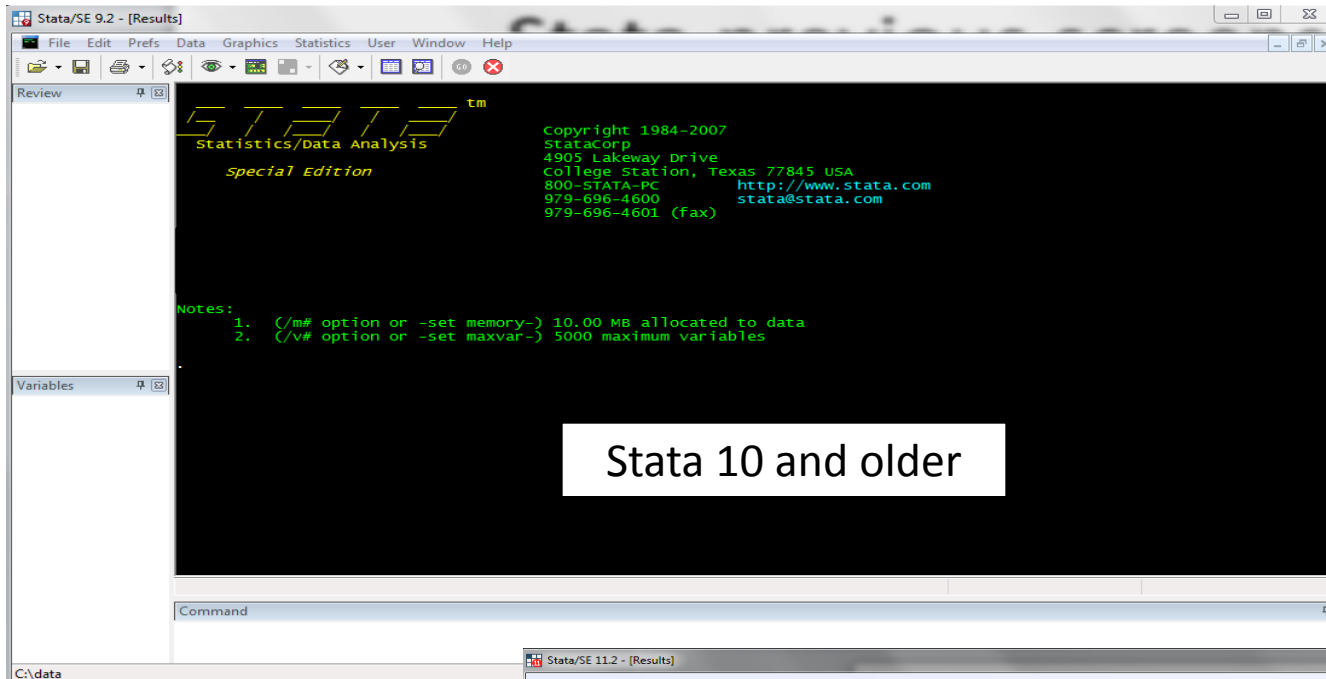 Stata/SE 9.2 - [Results]
File Edit Prefs Data Graphics Statistics User Window Help
Review
tm
Statistics/Data Analysis
Special Edition
Copyright 1984-2007
StataCorp
4905 Lakeway Drive
College Station, Texas 77845 USA
800-STATA-PC http://www.stata.com
979-696-4600 stata@stata.com
979-696-4601 (fax)
Notes:
1. (/m# option or -set memory-) 10.00 MB allocated to data
2. (/v# option or -set maxvar-) 5000 maximum variables
.
Variables
Stata 10 and older
Command
Stata/SE 11.2 - [Results]
C:\data